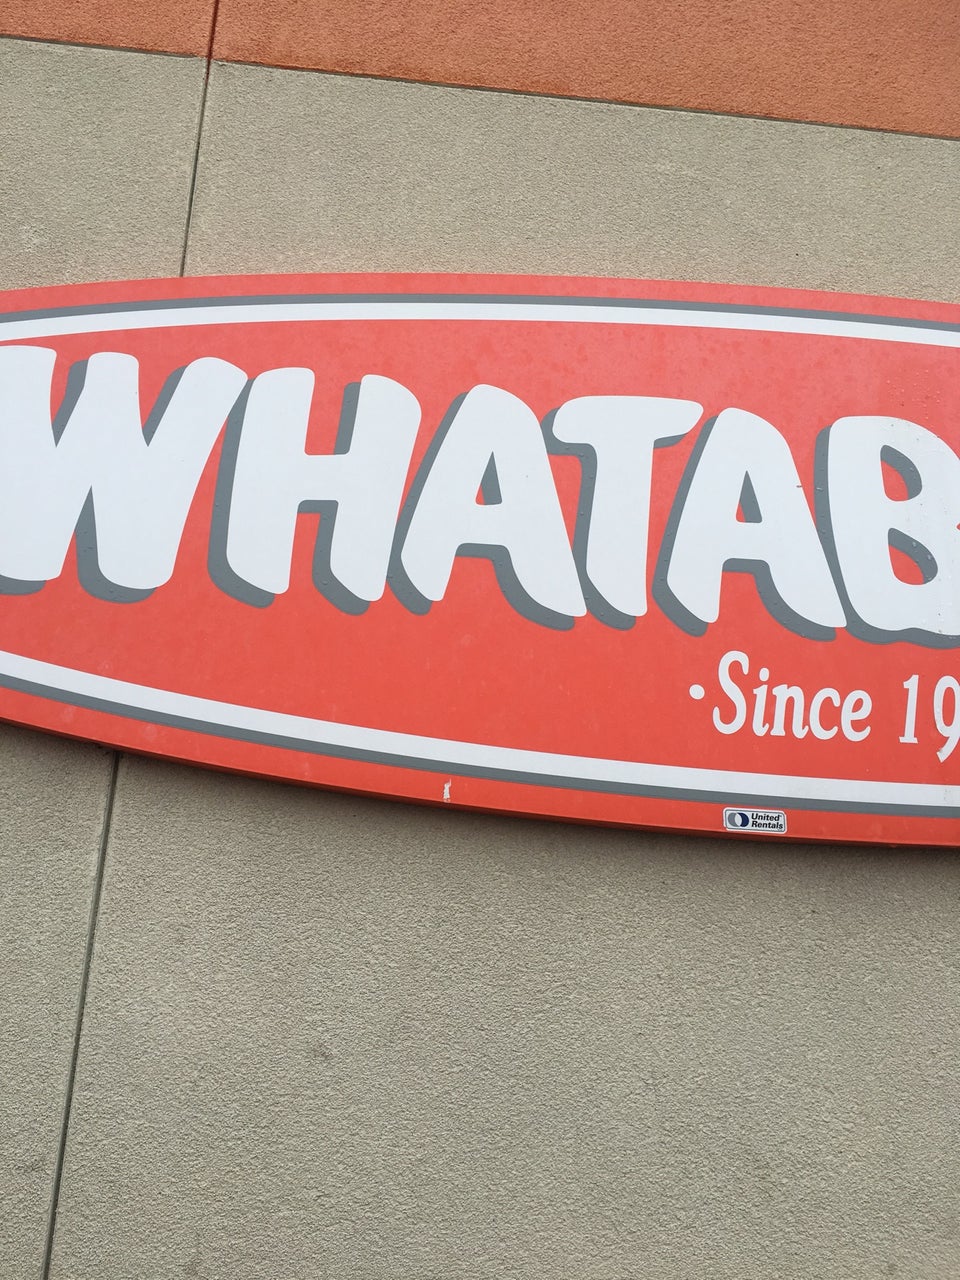 WHATAB
•Since 19
United
Rentals